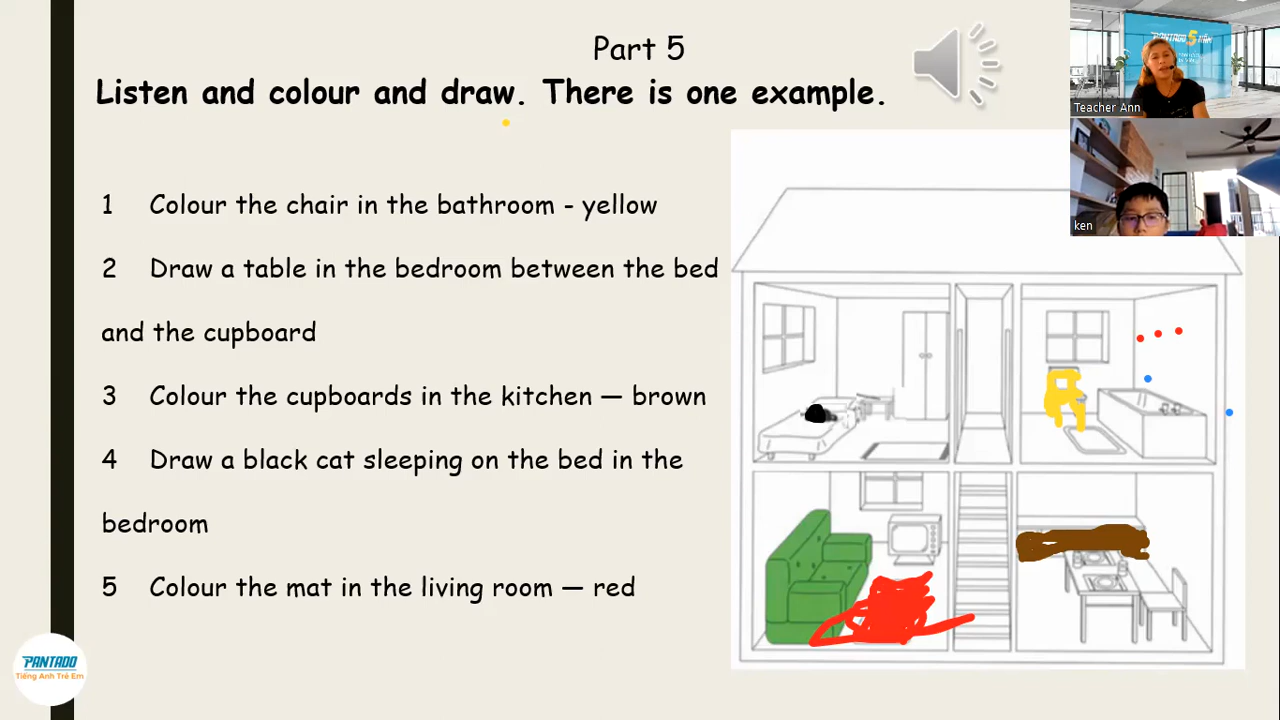 Part 5
Listen and colour and draw. There is one example.
1 Colour the chair in the bathroom - yellow
2 Draw a table in the bedroom between the bed
and the cupboard
3 Colour the cupboards in the kitchen — brown
4 Draw a black cat sleeping on the bed in the
bedroom
5 Colour the mat in the living room — red
PANTADO
Tiếng Anh Trẻ Em
PANTADO 5
Teacher Ann
ken